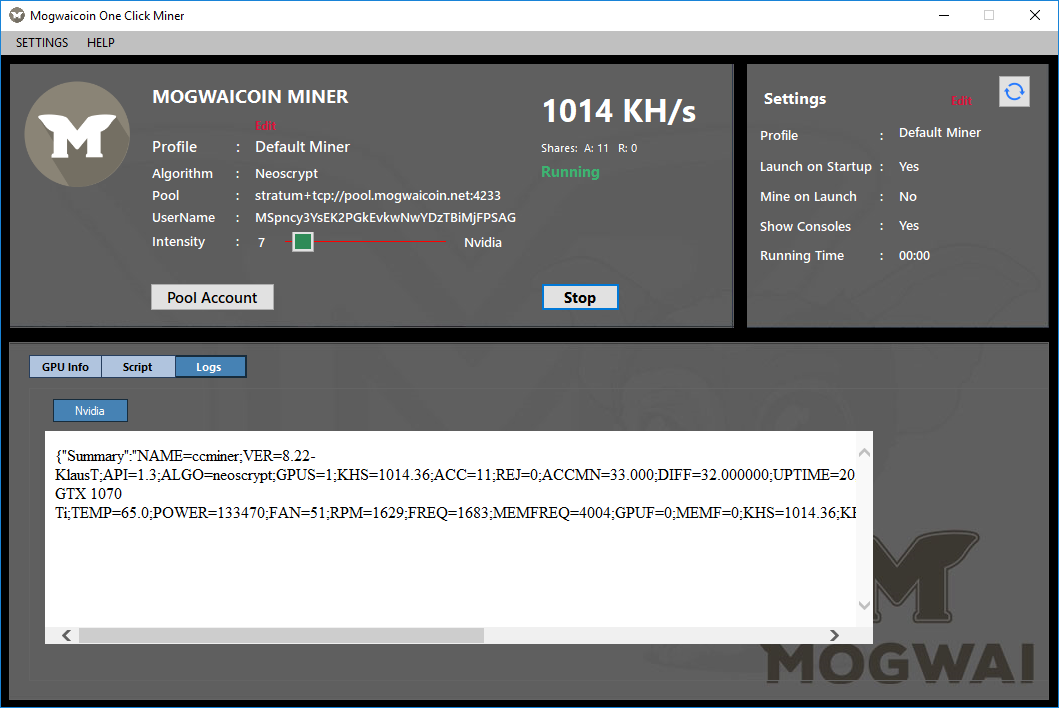 Mogwaicoin One Click Miner
SETTINGS HELP
MOGWAICOIN MINER
Edit
Profile : Default Miner
Algorithm : Neoscrypt
Pool : stratum+tcp://pool.mogwaicoin.net:4233
UserName : MSpncy3YsEK2PGkEvkwNwYDzTBiMjFPSAG
Intensity : 7 Nvidia
Pool Account
1014 KH/s
Shares: A: 11 R: 0
Running
Stop
Settings Edit
Profile : Default Miner
Launch on Startup : Yes
Mine on Launch : No
Show Consoles : Yes
Running Time : 00:00
GPU Info Script Logs
Nvidia
{"Summary":"NAME=ccminer;VER=8.22-
KlausT;API=1.3;ALGO=neoscrypt;GPUS=1;KHS=1014.36;ACC=11;REJ=0;ACCMN=33.000;DIFF=32.000000;UPTIME=20
GTX 1070
Ti;TEMP=65.0;POWER=133470;FAN=51;RPM=1629;FREQ=1683;MEMFREQ=4004;GPUF=0;MEMF=0;KHS=1014.36;KH
MOGWAI